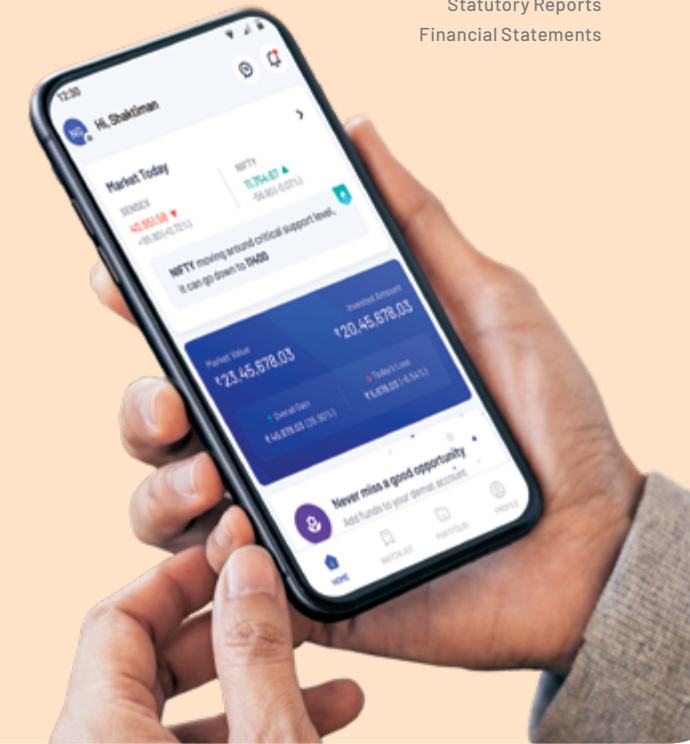 Statutory Reports
Financial Statements
12:30
NG
Hi, Shaktiman
Market Today
SENSEX
40,651.58 ▼
NIFTY
11,754.67 ▲
NIFTY moving around critical support level,
it can go down to 11400
Market Value
₹23,45,678.03
Invested Amount
₹20,45,678.03
Overall Gain
Today's Loss
Never miss a good opportunity
Add funds to your demat account
HOME
WATCHLIST
PORTFOLIO
PROFILE